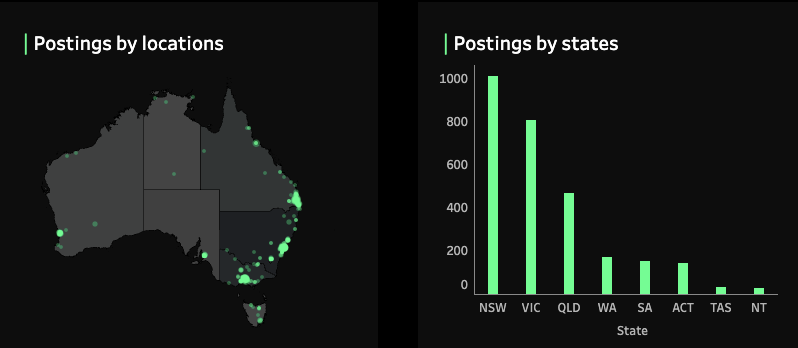 Postings by locations
Postings by states
1000
800
600
400
200
0
NSW VIC QLD WA SA ACT TAS NT
State